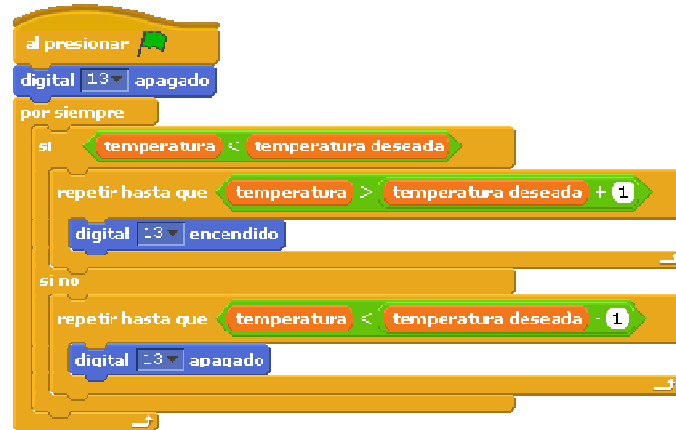 al presionar
digital 13 apagado
por siempre
si temperatura < temperatura deseada
repetir hasta que temperatura > temperatura deseada + 1
digital 13 encendido
si no
repetir hasta que temperatura < temperatura deseada - 1
digital 13 apagado